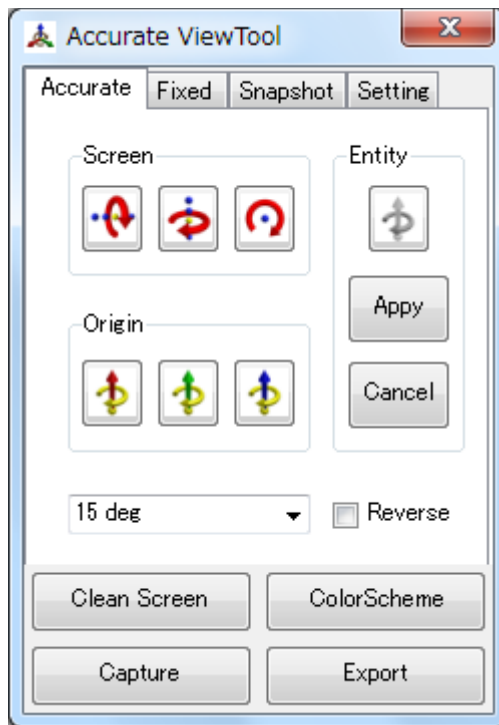 Accurate ViewTool
Accurate Fixed Snapshot Setting
Screen Entity
Appy
Origin
Cancel
15 deg Reverse
Clean Screen ColorScheme
Capture Export